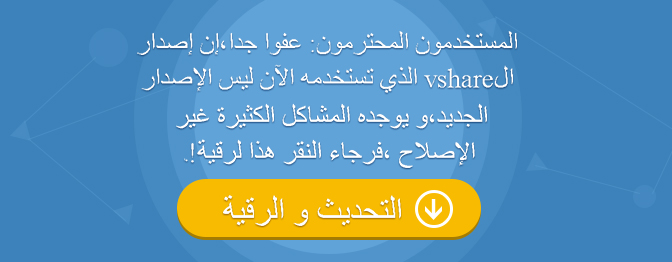 المستخدمون المحترمون: عفوا جدا،إن إصدار
الvshare الذي تستخدمه الآن ليس الإصدار
الجديد،و يوجده المشاكل الكثيرة غير
الإصلاح ،فرجاء النقر هذا لرقية!.
التحديث و الرقية